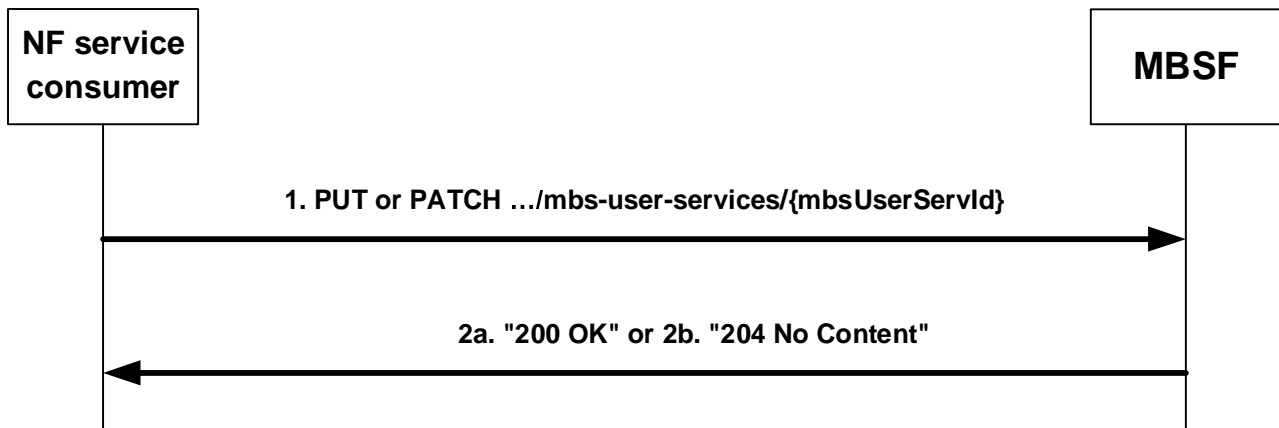 NF service
consumer
MBSF
1. PUT or PATCH …/mbs-user-services/{mbsUserServId}
2a. "200 OK" or 2b. "204 No Content"